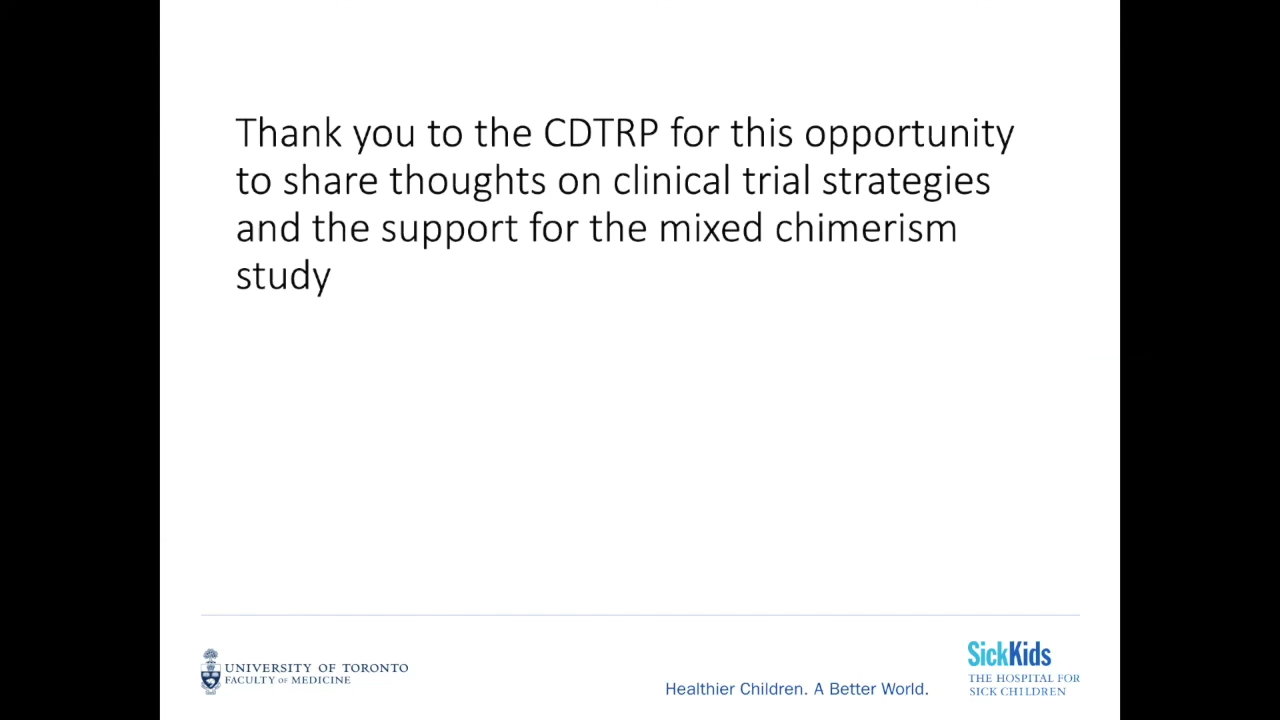 Thank you to the CDTRP for this opportunity
to share thoughts on clinical trial strategies
and the support for the mixed chimerism
study
UNIVERSITY OF TORONTO
FACULTY OF MEDICINE
Healthier Children. A Better World.
SickKids
THE HOSPITAL FOR
SICK CHILDREN